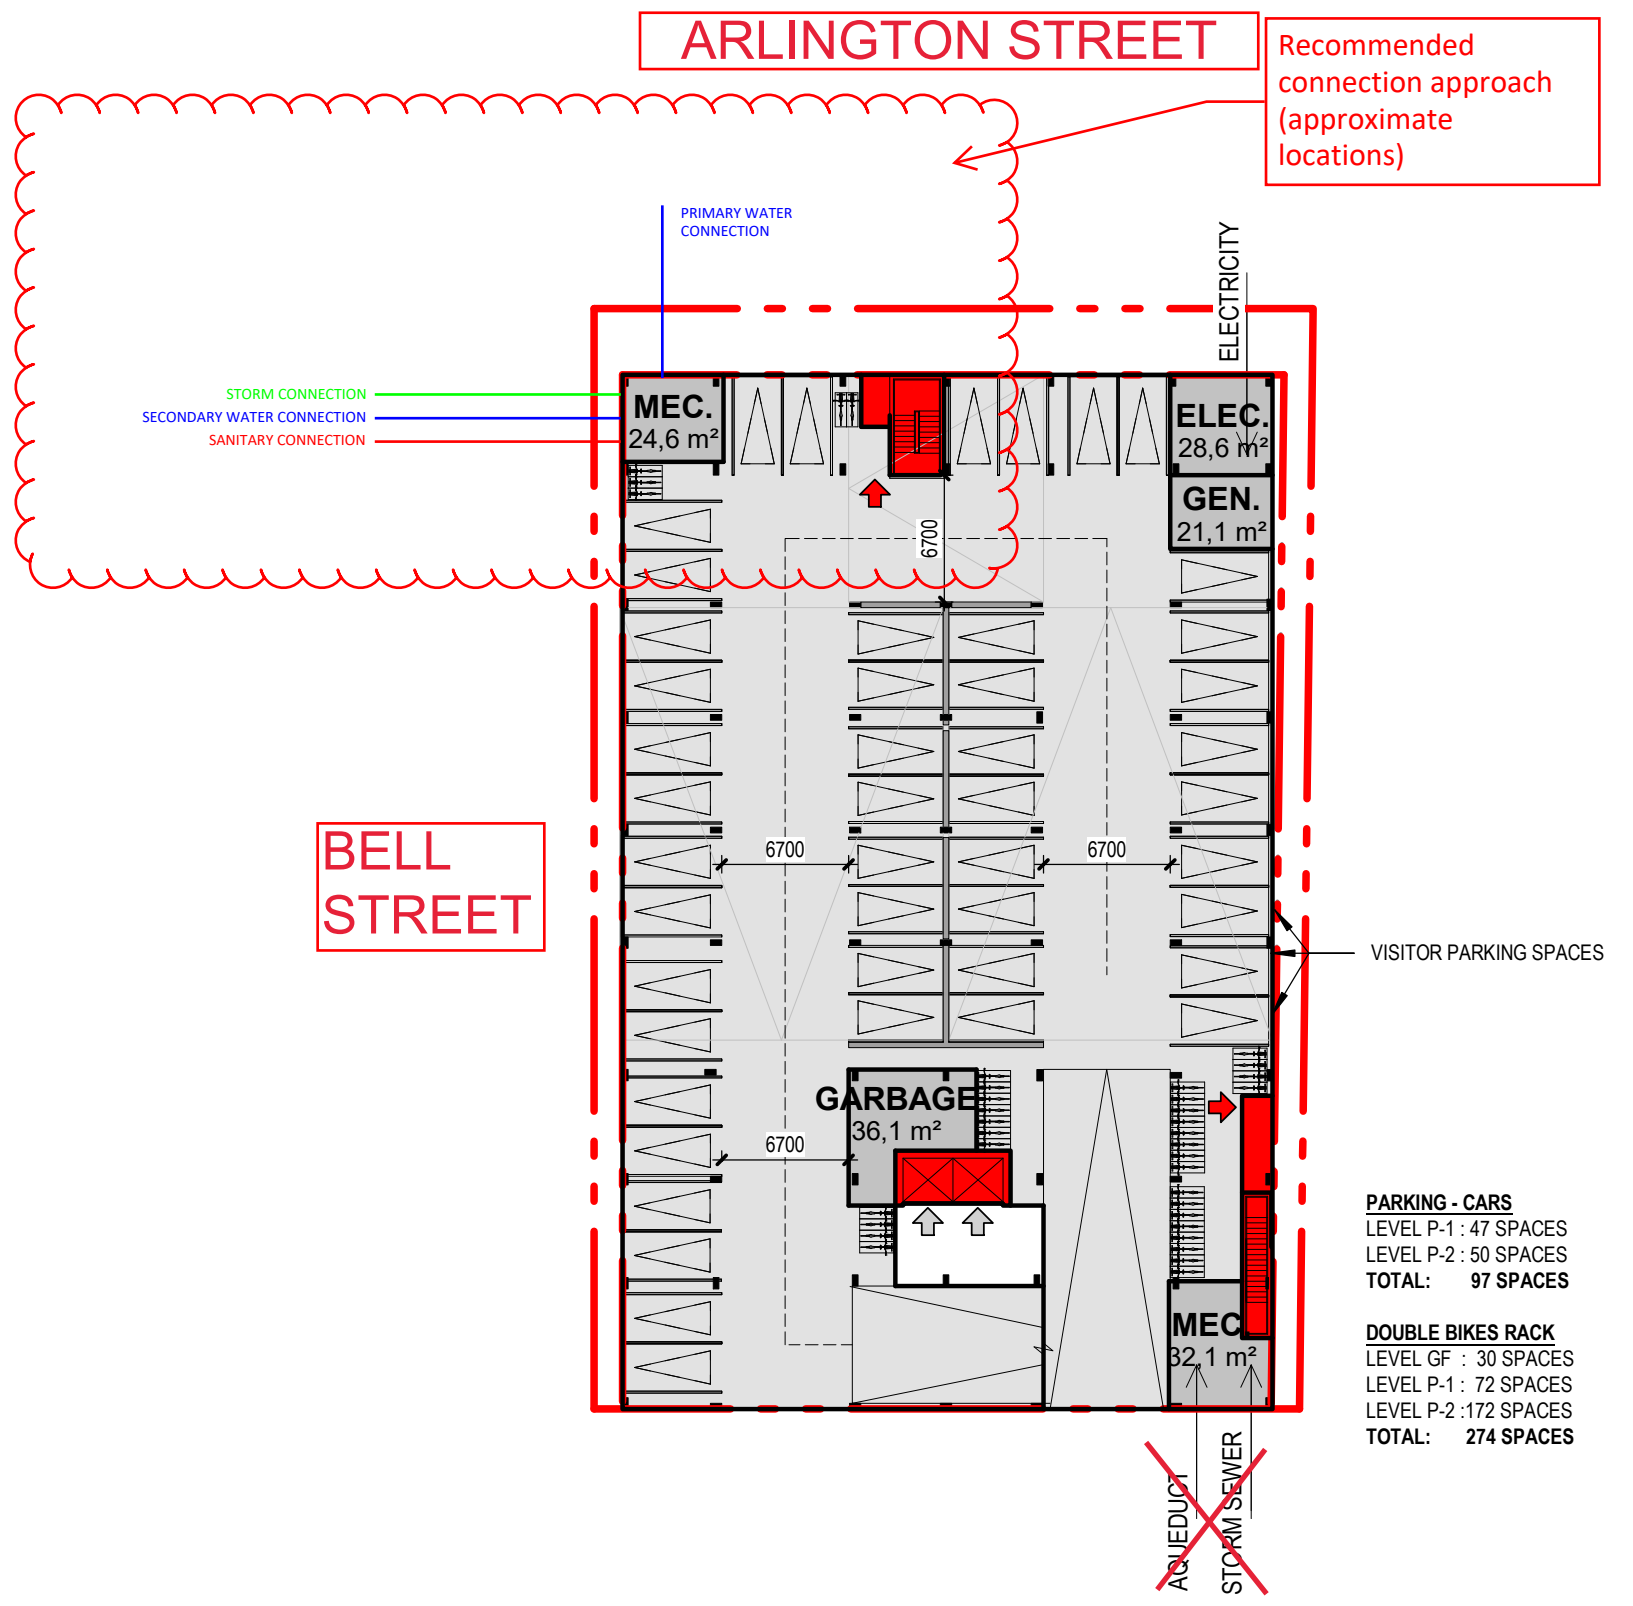 ARLINGTON STREET
Recommended
connection approach
(approximate
locations)
PRIMARY WATER
CONNECTION
ELECTRICITY
STORM CONNECTION
SECONDARY WATER CONNECTION
SANITARY CONNECTION
MEC.
24,6 m²
ELEC.
28,6 m²
GEN.
21,1 m²
6700
BELL
STREET
6700
6700
VISITOR PARKING SPACES
GARBAGE
36,1 m²
6700
MEC
32,1 m²
AQUEDUCT
STORM SEWER
PARKING - CARS
LEVEL P-1 : 47 SPACES
LEVEL P-2 : 50 SPACES
TOTAL: 97 SPACES
DOUBLE BIKES RACK
LEVEL GF : 30 SPACES
LEVEL P-1 : 72 SPACES
LEVEL P-2 :172 SPACES
TOTAL: 274 SPACES